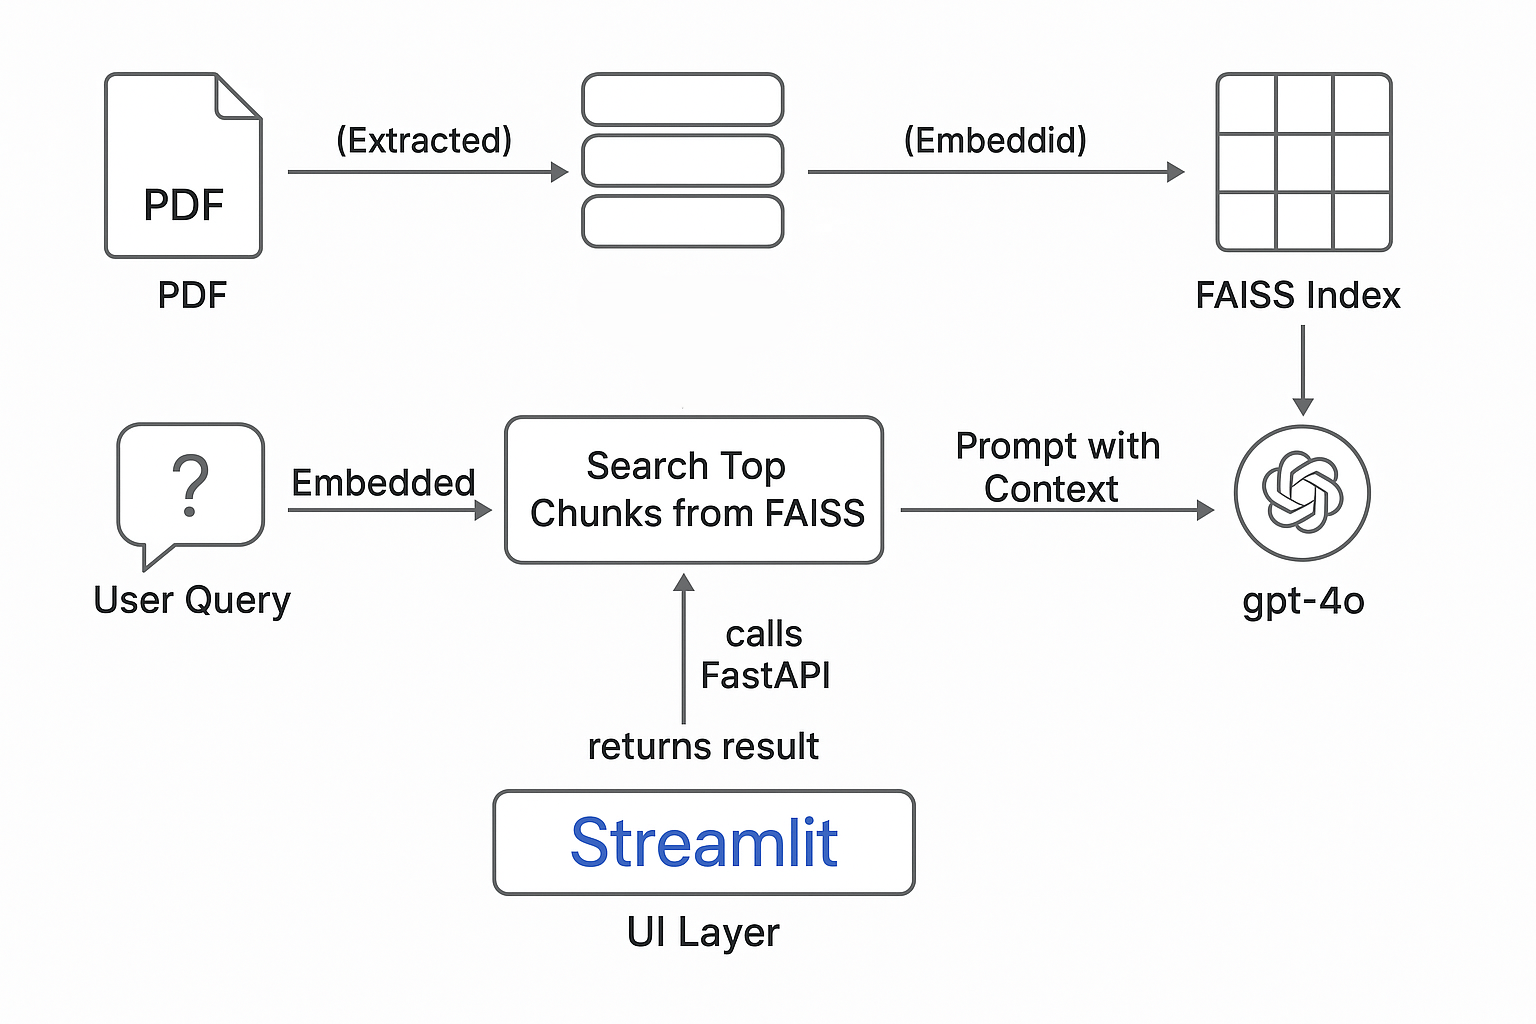 (Extracted)
(Embeddid)
PDF
PDF
FAISS Index
User Query
Embedded
Search Top
Chunks from FAISS
Prompt with
Context
?
gpt-4o
calls
FastAPI
returns result
Streamlit
UI Layer